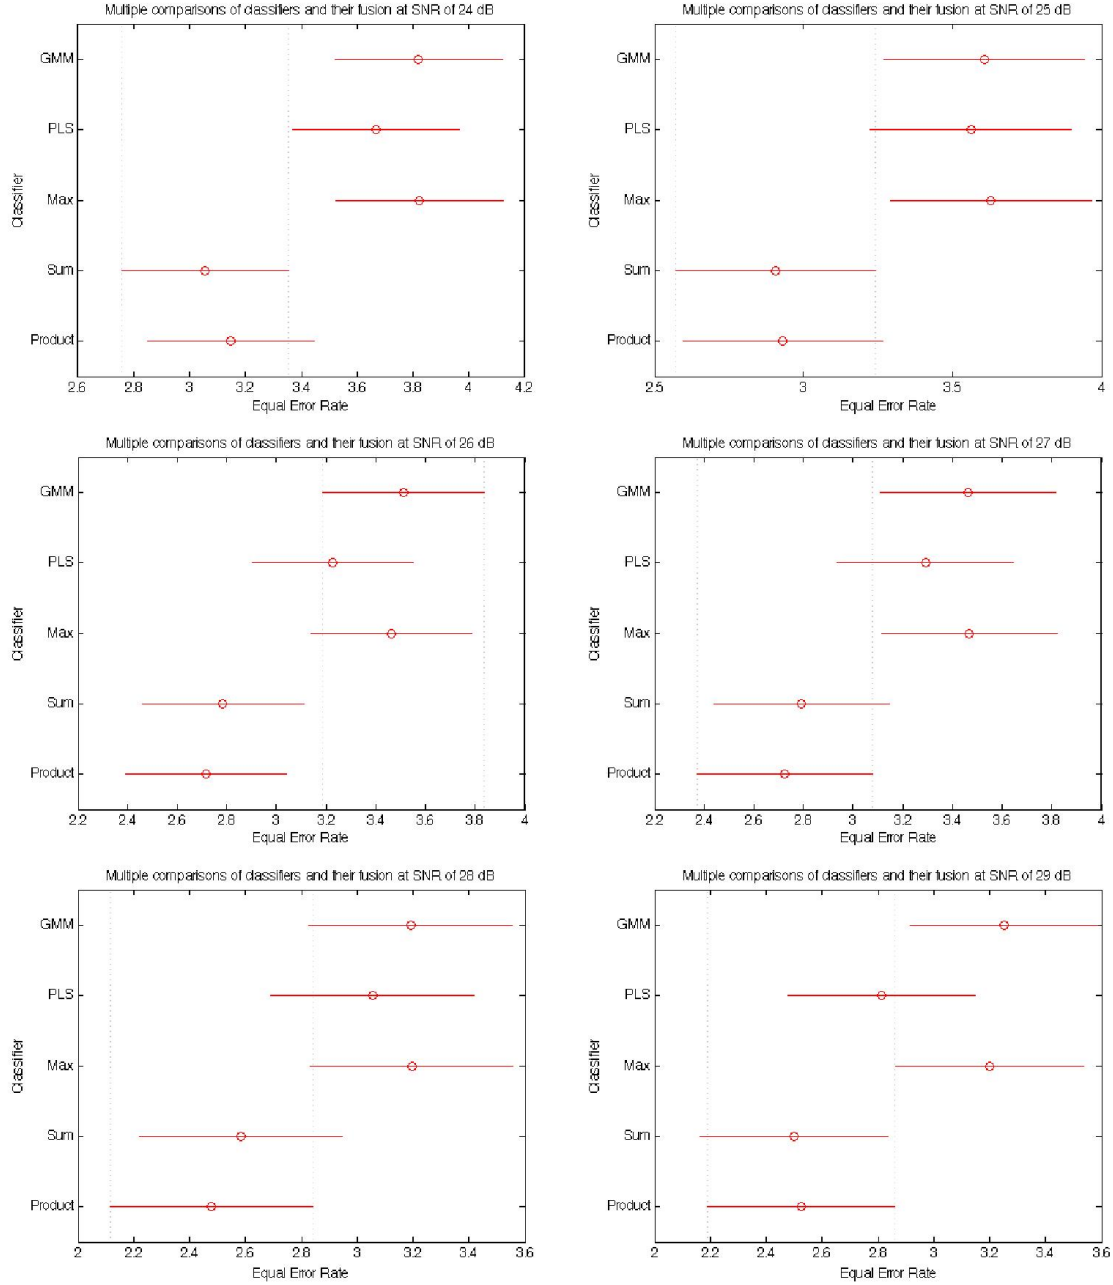 Multiple comparisons of classifiers and their fusion at SNR of 24 dB
GMM
PLS
Max
Sum
Product
Classifier
2.6 2.8 3 3.2 3.4 3.6 3.8 4 4.2
Equal Error Rate
Multiple comparisons of classifiers and their fusion at SNR of 25 dB
GMM
PLS
Max
Sum
Product
Classifier
2.5 3 3.5 4
Equal Error Rate
Multiple comparisons of classifiers and their fusion at SNR of 26 dB
GMM
PLS
Max
Sum
Product
Classifier
2.2 2.4 2.6 2.8 3 3.2 3.4 3.6 3.8 4
Equal Error Rate
Multiple comparisons of classifiers and their fusion at SNR of 27 dB
GMM
PLS
Max
Sum
Product
Classifier
2.2 2.4 2.6 2.8 3 3.2 3.4 3.6 3.8 4
Equal Error Rate
Multiple comparisons of classifiers and their fusion at SNR of 28 dB
GMM
PLS
Max
Sum
Product
Classifier
2 2.2 2.4 2.6 2.8 3 3.2 3.4 3.6
Equal Error Rate
Multiple comparisons of classifiers and their fusion at SNR of 29 dB
GMM
PLS
Max
Sum
Product
Classifier
2 2.2 2.4 2.6 2.8 3 3.2 3.4 3.6
Equal Error Rate